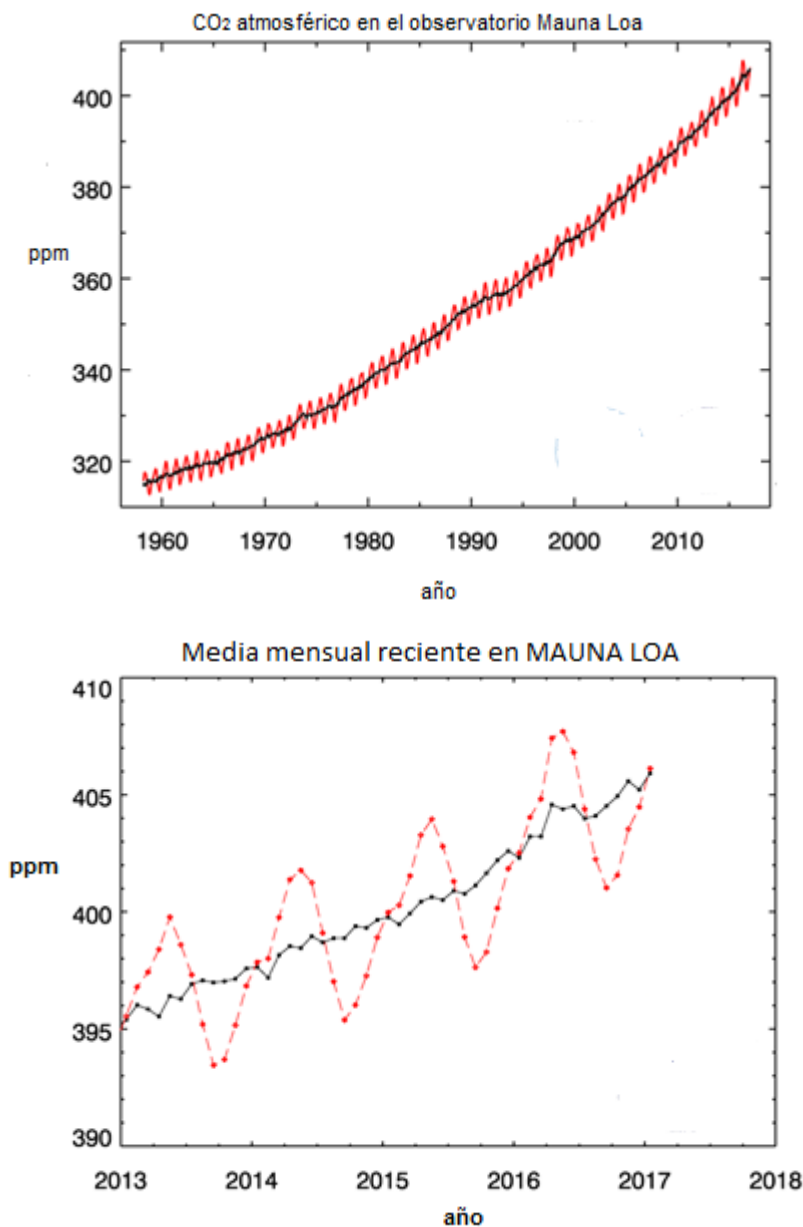 CO2 atmosférico en el observatorio Mauna Loa
400
380
ppm
360
340
320
1960 1970 1980 1990 2000 2010
año
Media mensual reciente en MAUNA LOA
410
405
ppm
400
395
390
2013 2014 2015 2016 2017 2018
año